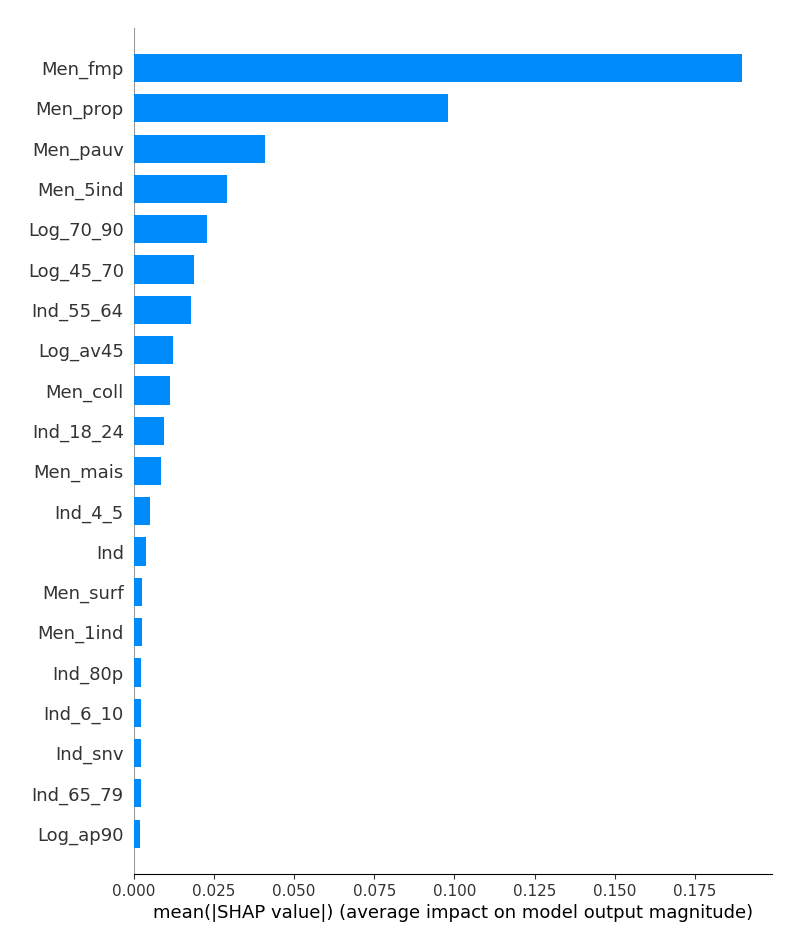 Men_fmp
Men_prop
Men_pauv
Men_5ind
Log_70_90
Log_45_70
Ind_55_64
Log_av45
Men_coll
Ind_18_24
Men_mais
Ind_4_5
Ind
Men_surf
Men_1ind
Ind_80p
Ind_6_10
Ind_snv
Ind_65_79
Log_ap90
0.000 0.025 0.050 0.075 0.100 0.125 0.150 0.175
mean(|SHAP value|) (average impact on model output magnitude)